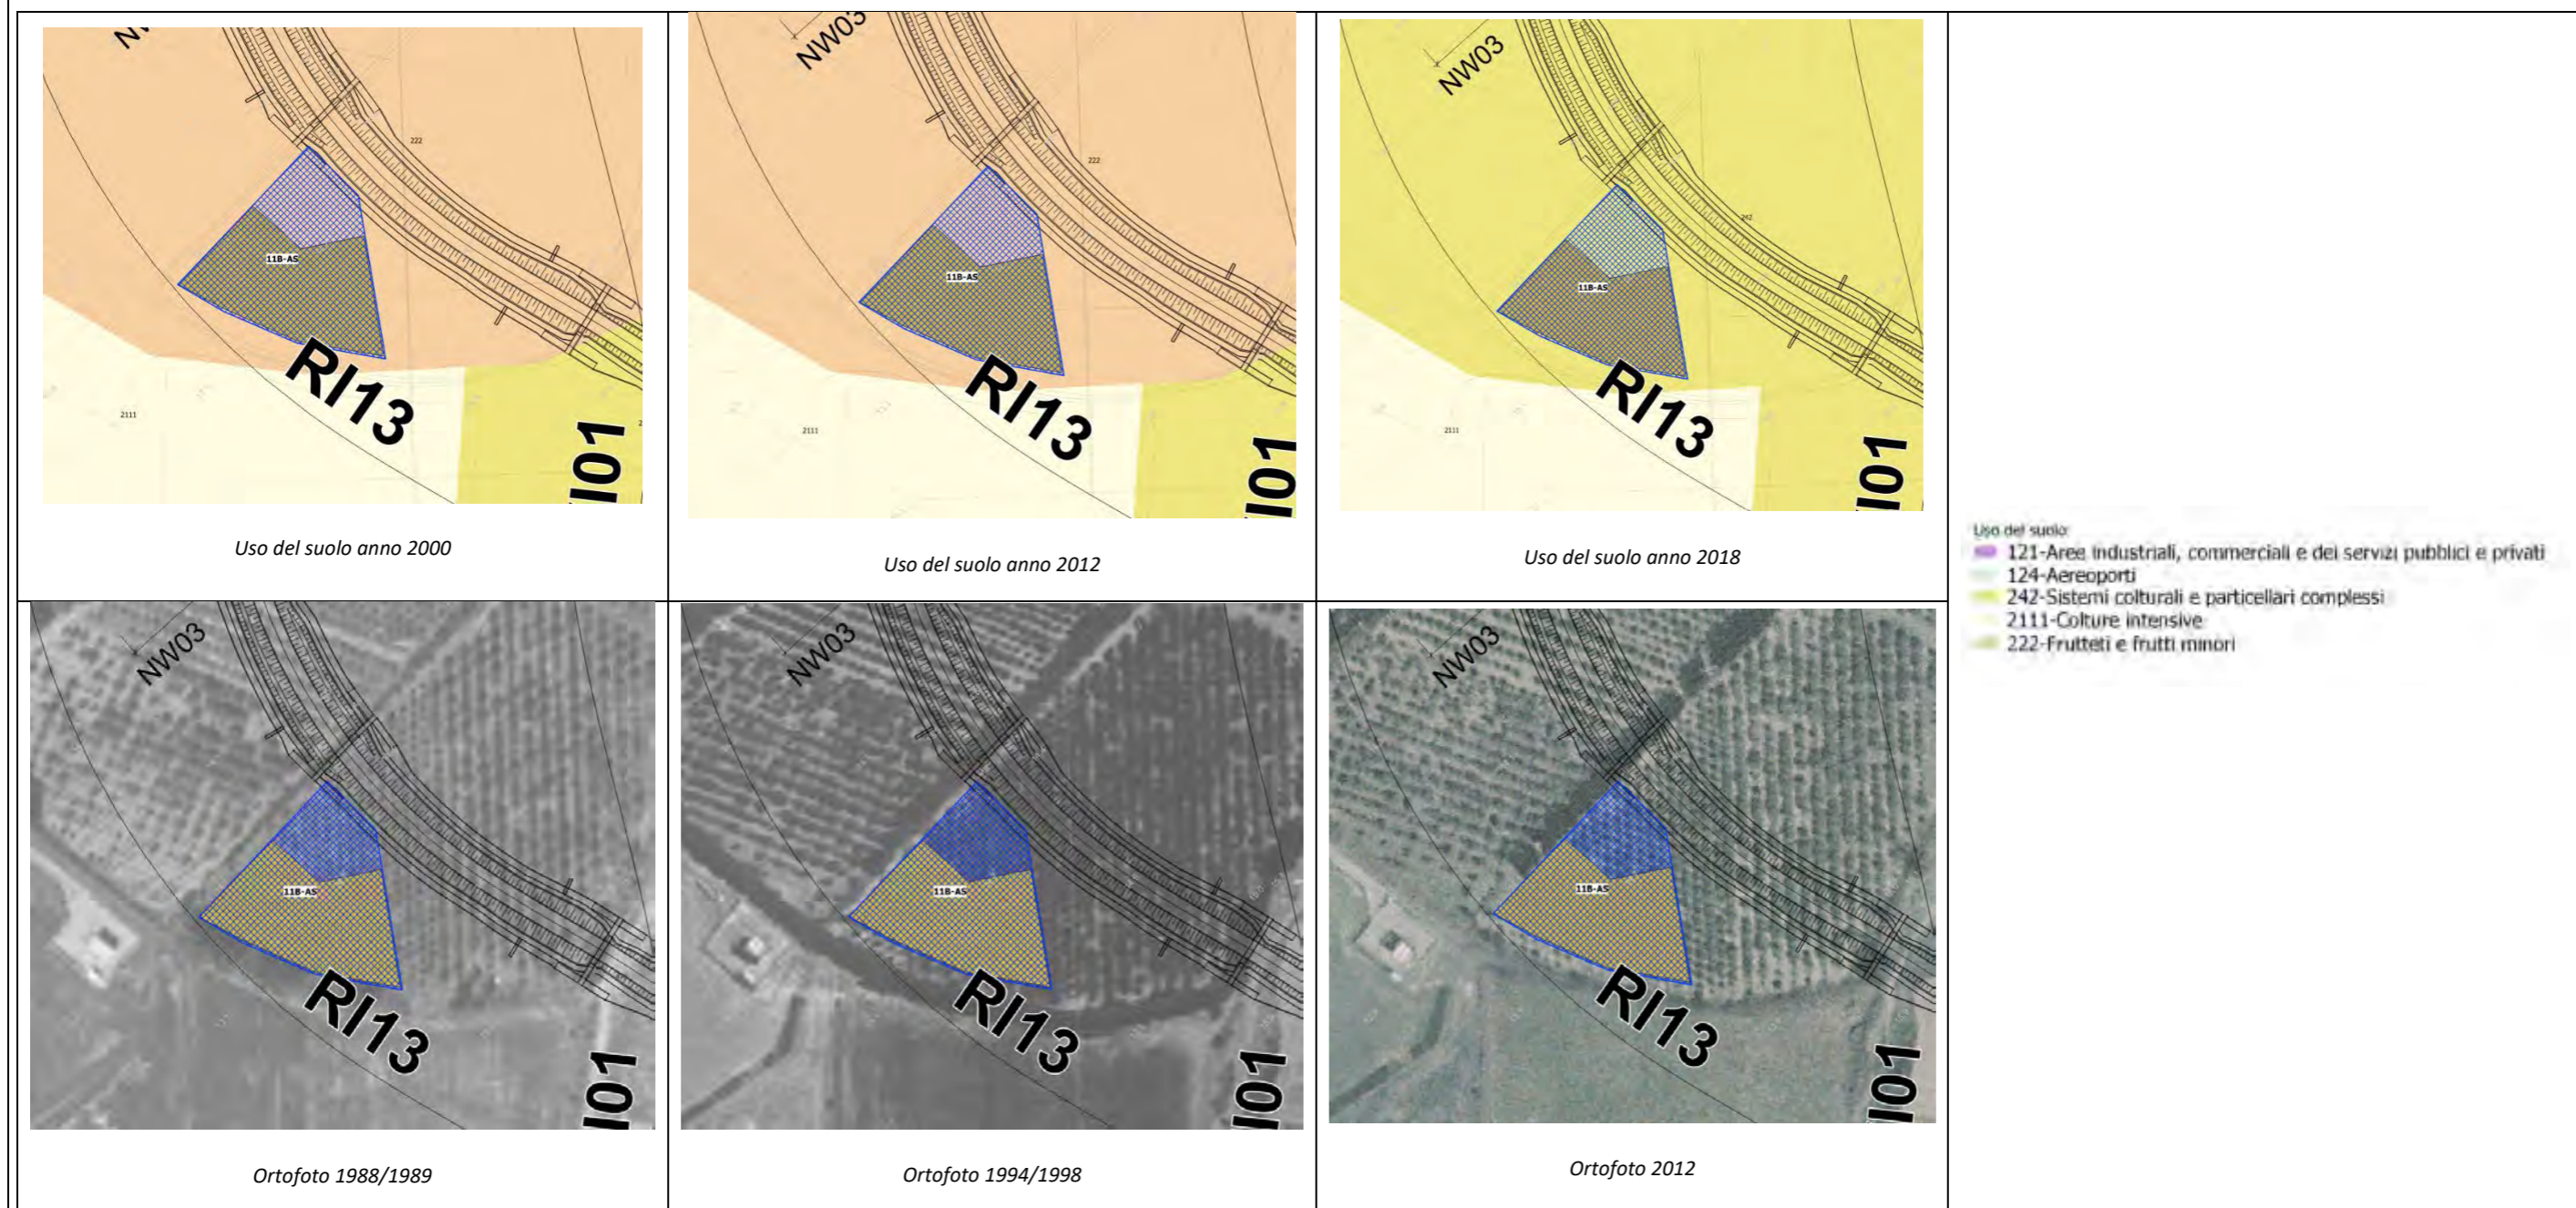 NW03
222
11B-AS
RI13
2111
I01
Uso del suolo anno 2000
NW03
222
11B-AS
RI13
2111
I01
Uso del suolo anno 2012
NW03
242
11B-AS
RI13
2111
I01
Uso del suolo anno 2018
Uso del suolo
121-Aree industriali, commerciali e dei servizi pubblici e privati
124-Aereoporti
242-Sistemi colturali e particellari complessi
2111-Colture intensive
222-Frutteti e frutti minori
NW03
11B-AS
RI13
I01
Ortofoto 1988/1989
NW03
11B-AS
RI13
I01
Ortofoto 1994/1998
NW03
11B-AS
RI13
I01
Ortofoto 2012